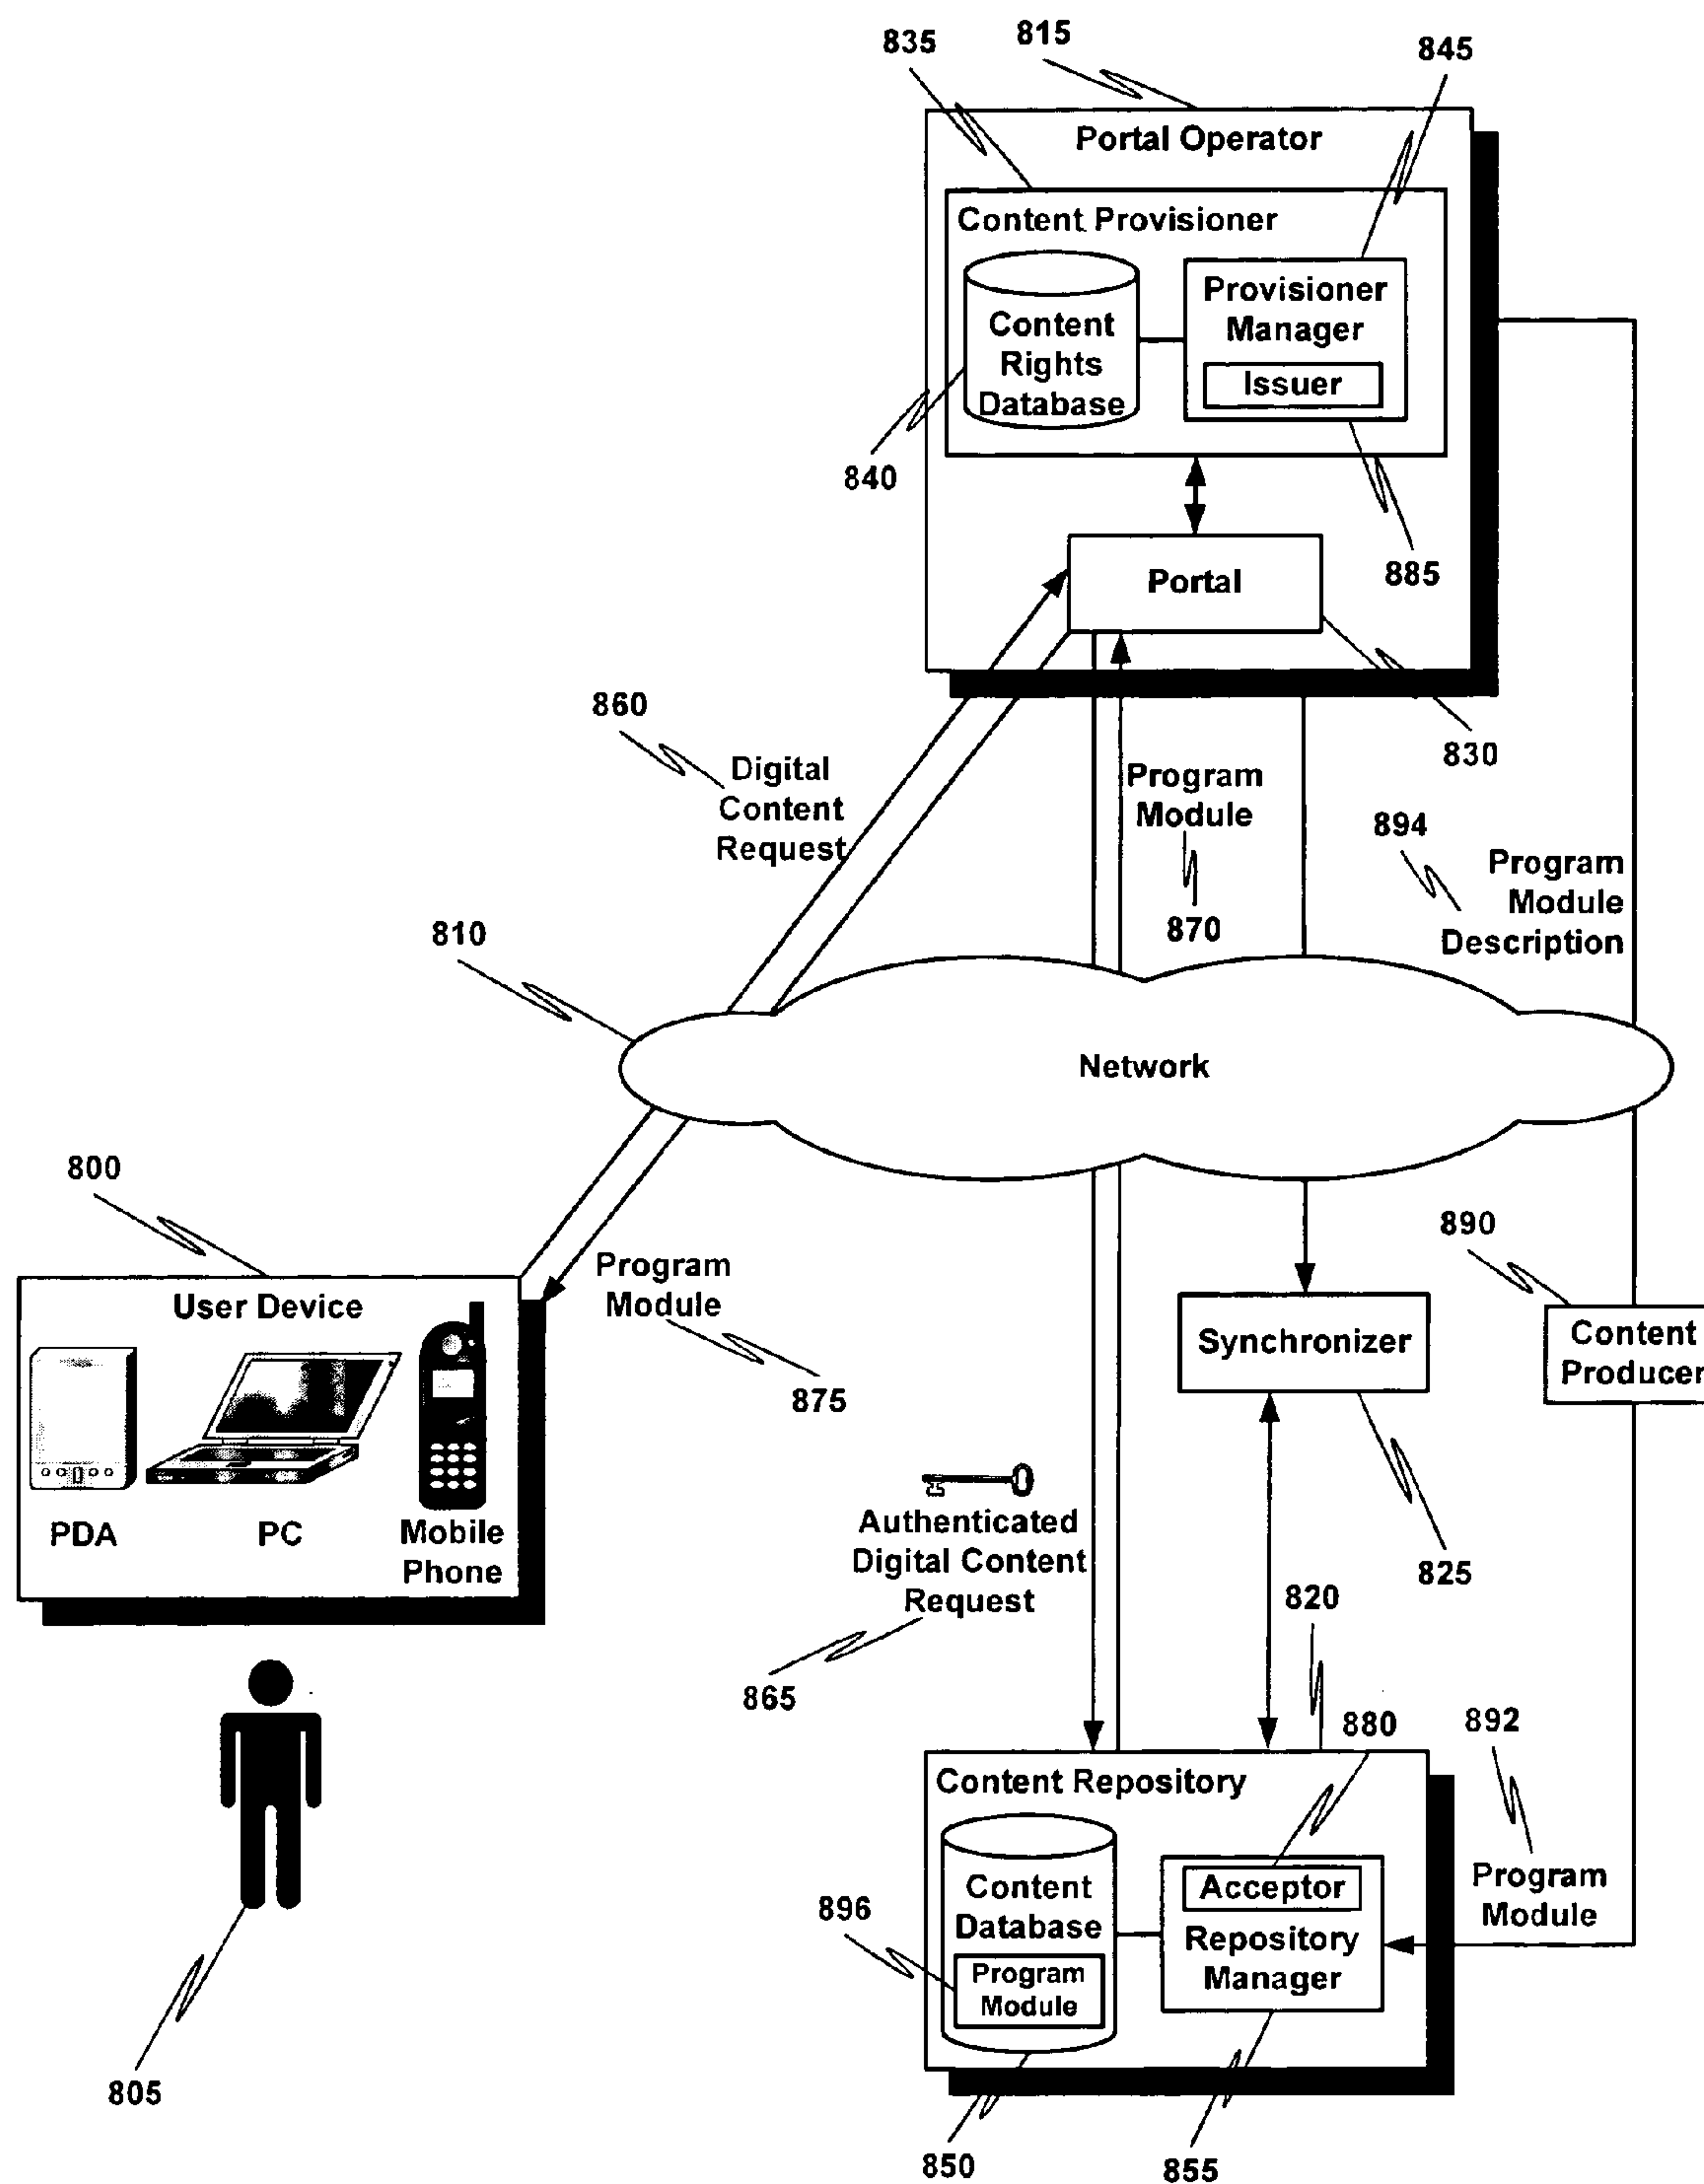 835
815
845
Portal Operator
Content Provisioner
Content
Rights
Database
Provisioner
Manager
Issuer
840
885
Portal
830
860
Digital
Content
Request
Program
Module
870
894
Program
Module
Description
810
Network
800
User Device
PDA
PC
Mobile
Phone
Program
Module
875
890
Content
Producer
Synchronizer
825
Authenticated
Digital Content
Request
865
820
880
892
Program
Module
Content Repository
Content
Database
Program
Module
896
Acceptor
Repository
Manager
805
850
855